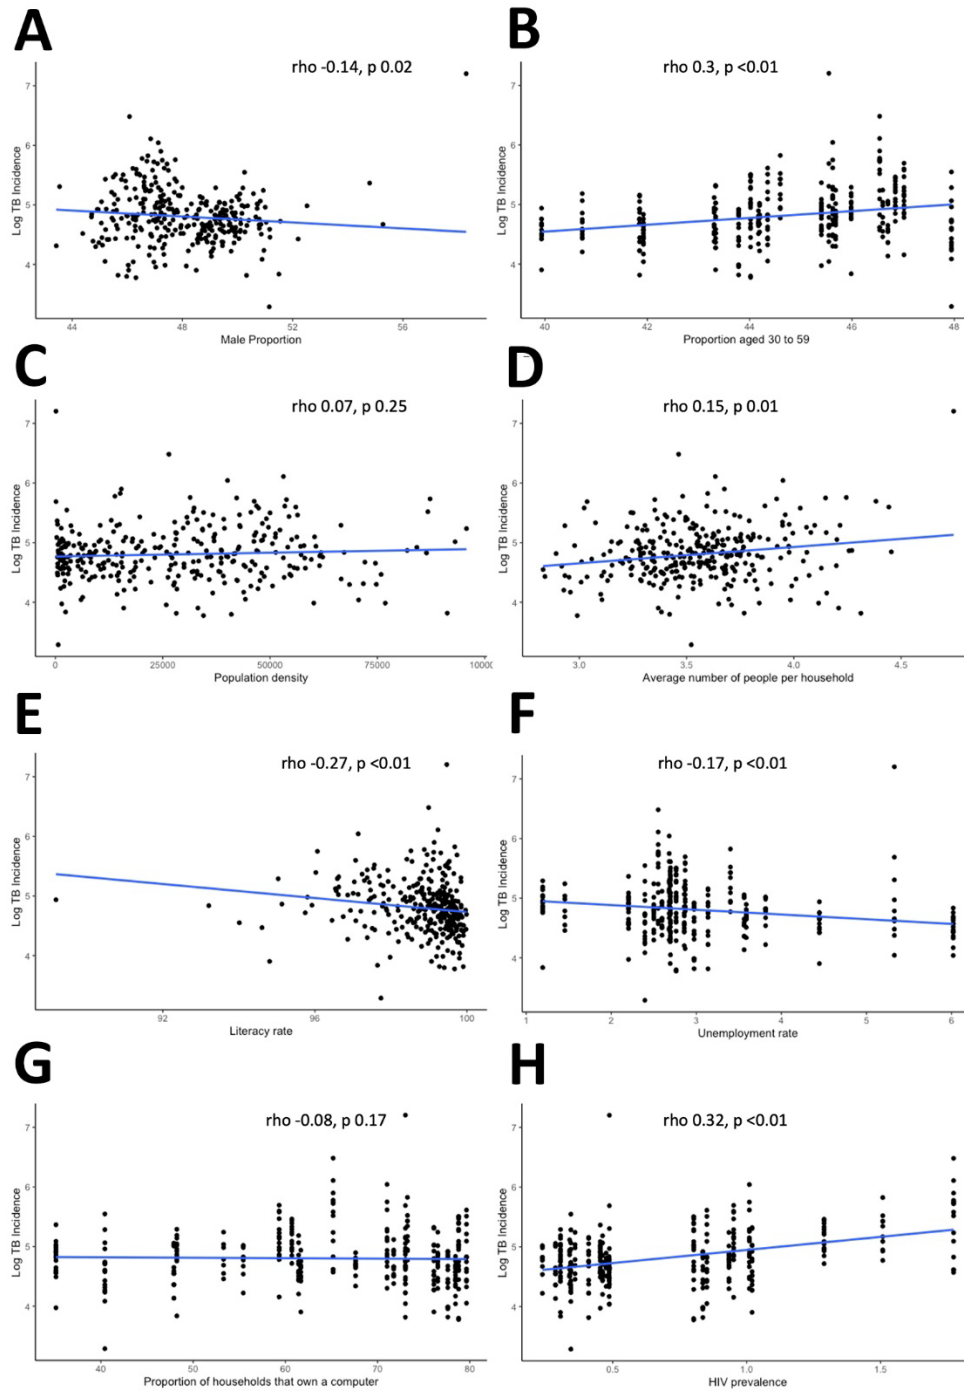 A
rho -0.14, p 0.02
Log TB Incidence
7
6
5
4
44 48 52 56
Male Proportion
B
rho 0.3, p <0.01
Log TB Incidence
7
6
5
4
40 42 44 46 48
Proportion aged 30 to 59
C
rho 0.07, p 0.25
Log TB Incidence
7
6
5
4
0 25000 50000 75000 10000
Population density
D
rho 0.15, p 0.01
Log TB Incidence
7
6
5
4
3.0 3.5 4.0 4.5
Average number of people per household
E
rho -0.27, p <0.01
Log TB Incidence
7
6
5
4
92 96 100
Literacy rate
F
rho -0.17, p <0.01
Log TB Incidence
7
6
5
4
1 2 3 4 5 6
Unemployment rate
G
rho -0.08, p 0.17
Log TB Incidence
7
6
5
4
40 50 60 70 80
Proportion of households that own a computer
H
rho 0.32, p <0.01
Log TB Incidence
7
6
5
4
0.5 1.0 1.5
HIV prevalence